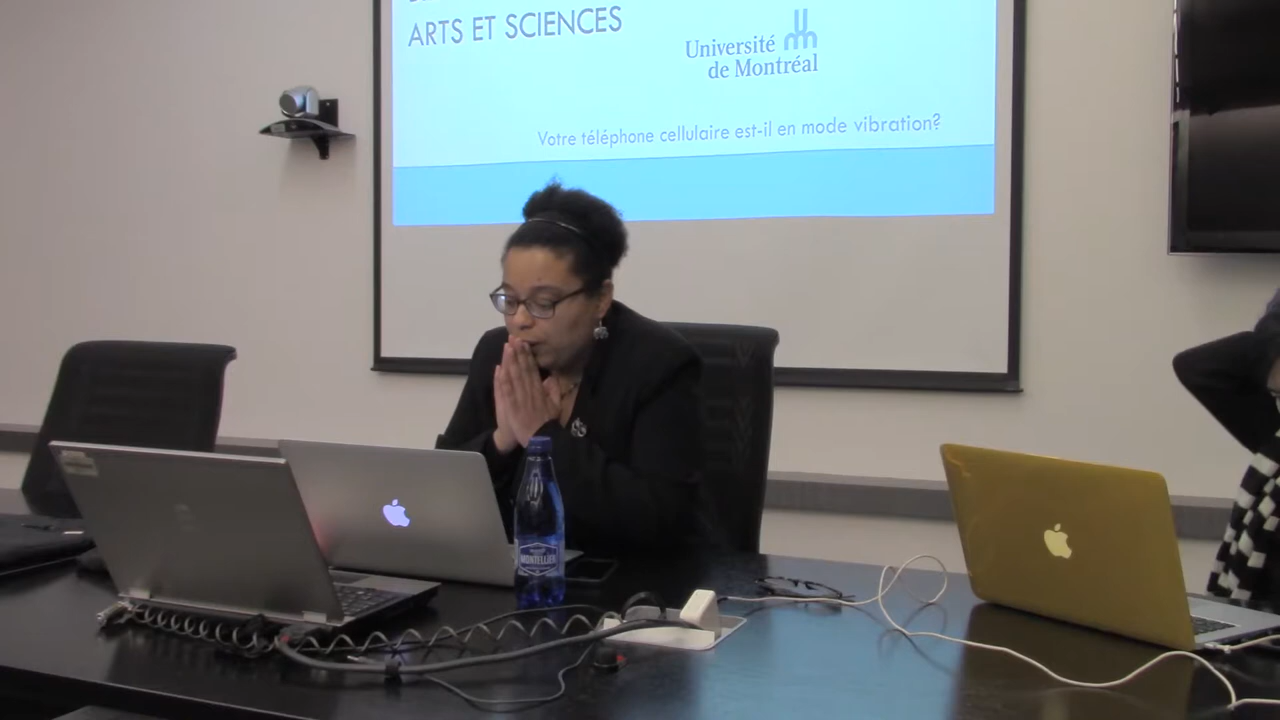 ARTS ET SCIENCES
Université
de Montréal
Votre téléphone cellulaire est-il en mode vibration?
MONTELLIER